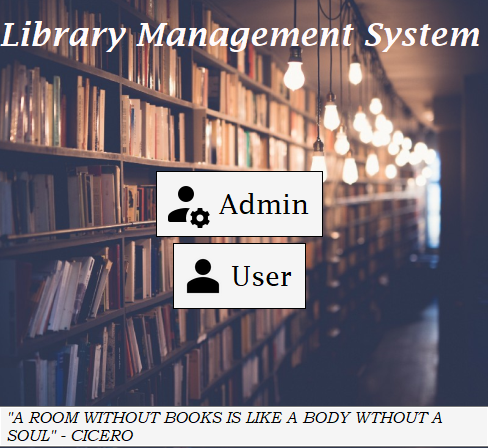 Library Management System
Admin
User
"A ROOM WITHOUT BOOKS IS LIKE A BODY WTHOUT A
SOUL" - CICERO